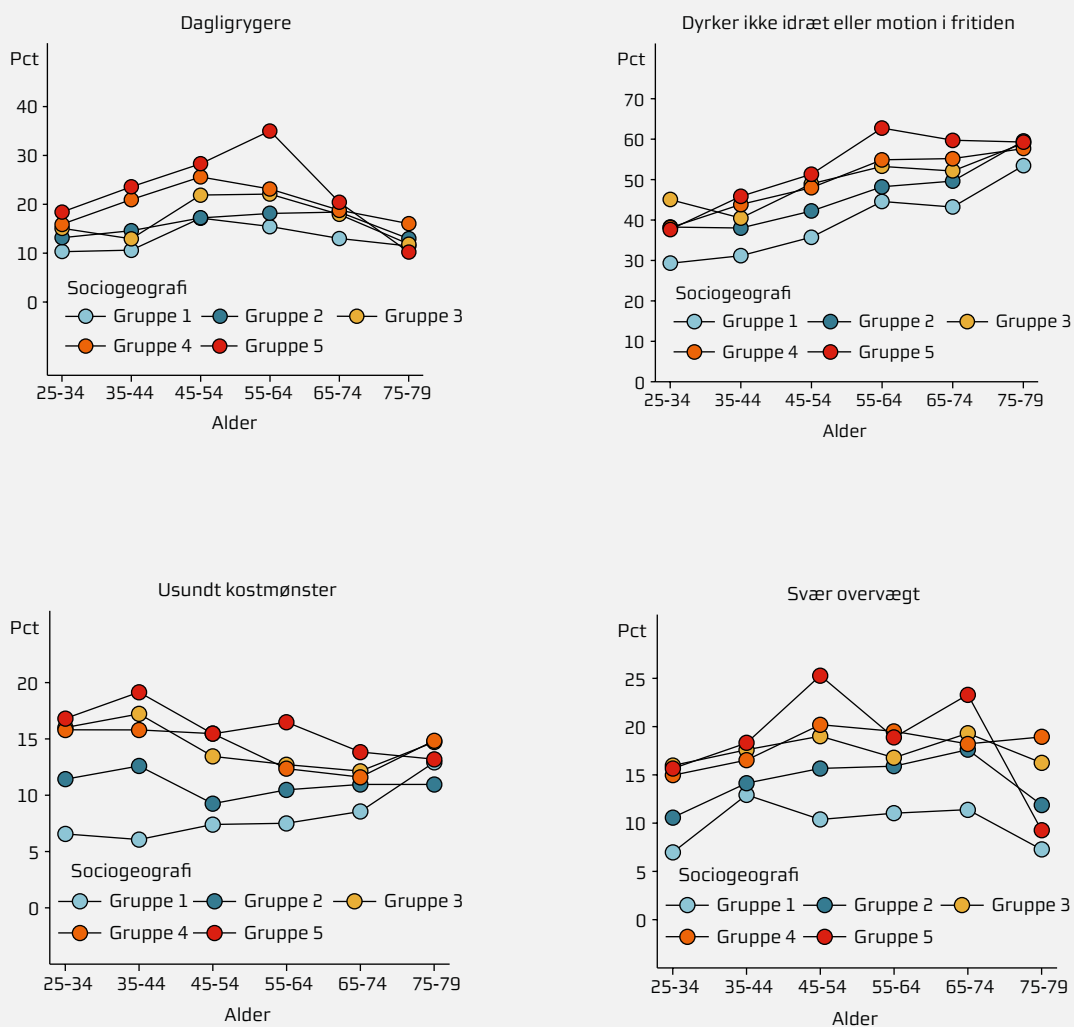 Dagligrygere
Pct
40
30
20
10
0
Sociogeografi
Gruppe 1 Gruppe 2 Gruppe 3
Gruppe 4 Gruppe 5
25-34 35-44 45-54 55-64 65-74 75-79
Alder
Dyrker ikke idræt eller motion i fritiden
Pct
70
60
50
40
30
20
10
0
Sociogeografi
Gruppe 1 Gruppe 2 Gruppe 3
Gruppe 4 Gruppe 5
25-34 35-44 45-54 55-64 65-74 75-79
Alder
Usundt kostmønster
Pct
20
15
10
5
0
Sociogeografi
Gruppe 1 Gruppe 2 Gruppe 3
Gruppe 4 Gruppe 5
25-34 35-44 45-54 55-64 65-74 75-79
Alder
Svær overvægt
Pct
25
20
15
10
5
0
Sociogeografi
Gruppe 1 Gruppe 2 Gruppe 3
Gruppe 4 Gruppe 5
25-34 35-44 45-54 55-64 65-74 75-79
Alder